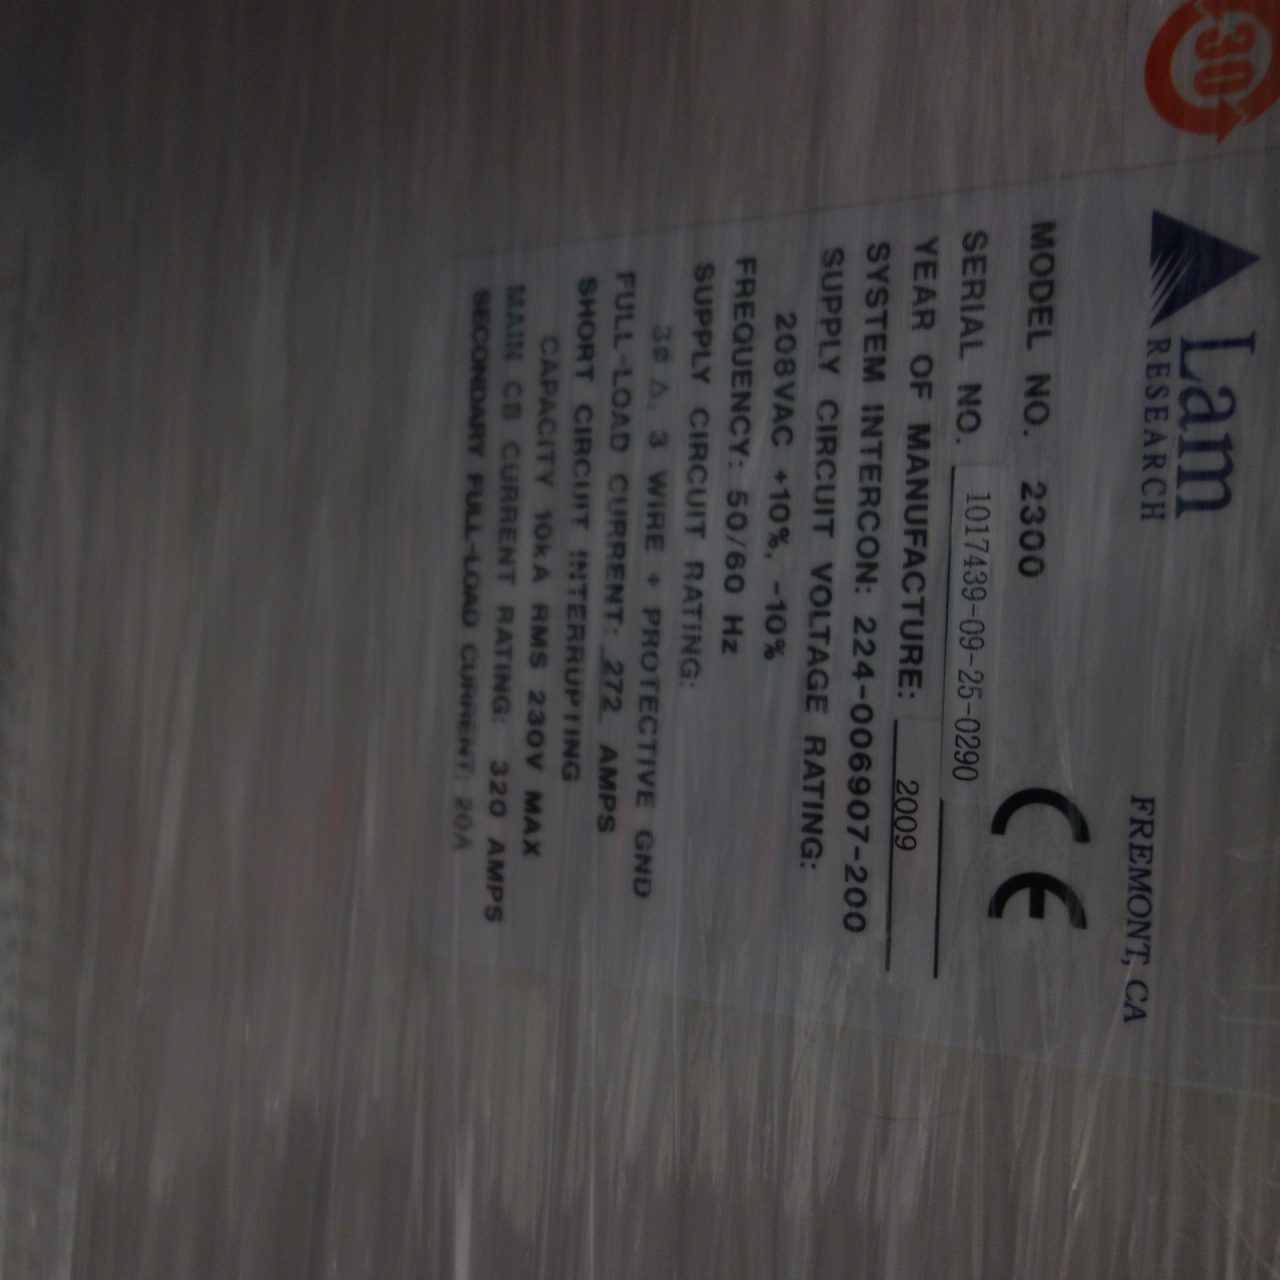 30
Lam
RESEARCH
FREMONT, CA
MODEL NO. 2300
SERIAL NO. 1017439-09-25-0290
YEAR OF MANUFACTURE: 2009
SYSTEM INTERCON: 224-006907-200
SUPPLY CIRCUIT VOLTAGE RATING:
208VAC +10%, -10%
FREQUENCY: 50/60 Hz
SUPPLY CIRCUIT RATING:
3Ø Δ, 3 WIRE + PROTECTIVE GND
FULL-LOAD CURRENT: 272 AMPS
SHORT CIRCUIT INTERRUPTING
CAPACITY 10kA RMS 230V MAX
MAIN CB CURRENT RATING: 320 AMPS
SECONDARY FULL-LOAD CURRENT: 20A
CE